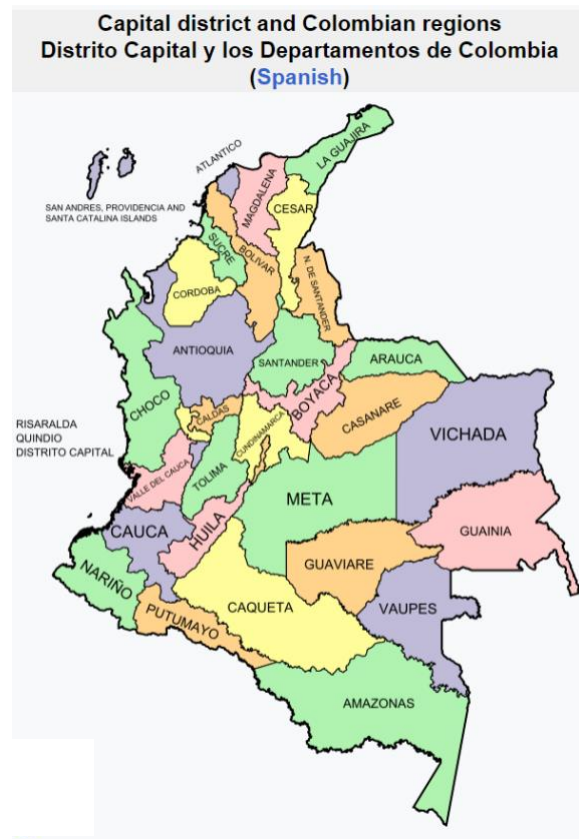 Capital district and Colombian regions
Distrito Capital y los Departamentos de Colombia
(Spanish)
LA GUAJIRA
ATLANTICO
MAGDALENA
CESAR
SAN ANDRES, PROVIDENCIA AND
SANTA CATALINA ISLANDS
SUCRE
BOLIVAR
N. DE SANTANDER
CORDOBA
ANTIOQUIA
SANTANDER
ARAUCA
BOYACA
CHOCO
CALDAS
CUNDINAMARCA
CASANARE
RISARALDA
QUINDIO
DISTRITO CAPITAL
VICHADA
VALLE DEL CAUCA
TOLIMA
META
CAUCA
HUILA
GUAINIA
GUAVIARE
NARIÑO
CAQUETA
VAUPES
PUTUMAYO
AMAZONAS